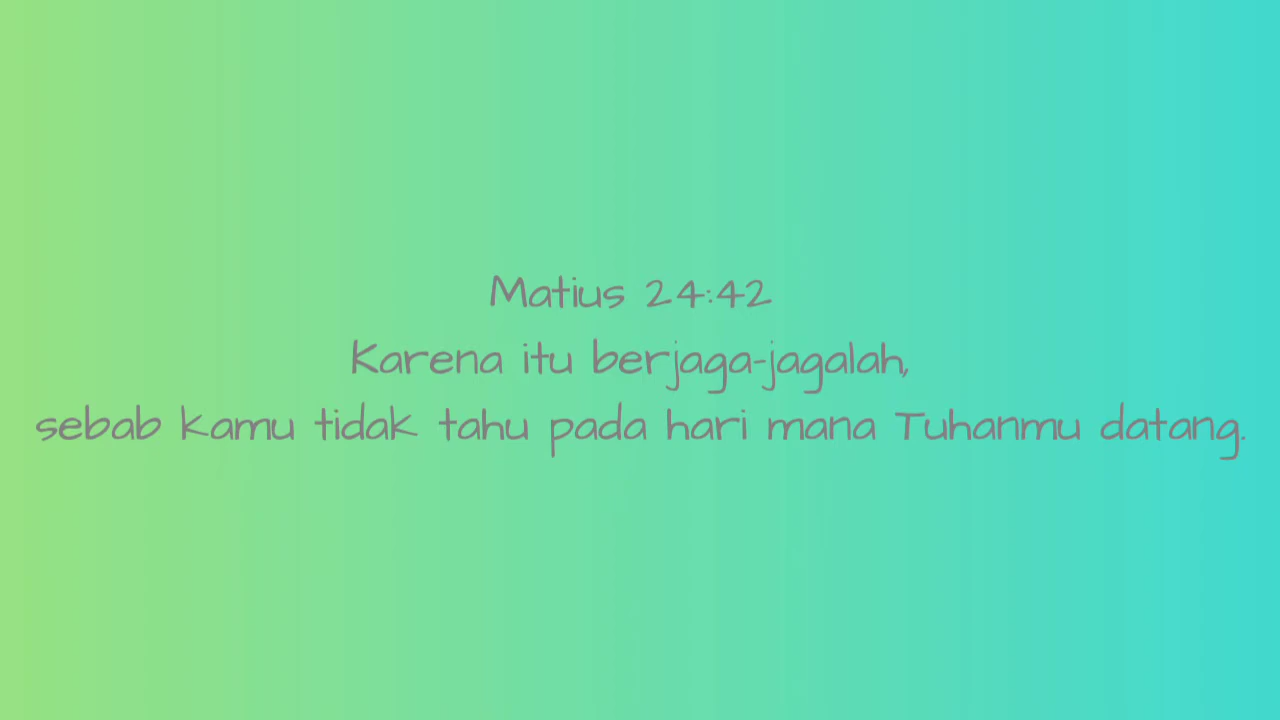 Matius 24:42
Karena itu berjaga-jagalah,
sebab kamu tidak tahu pada hari mana Tuhanmu datang.